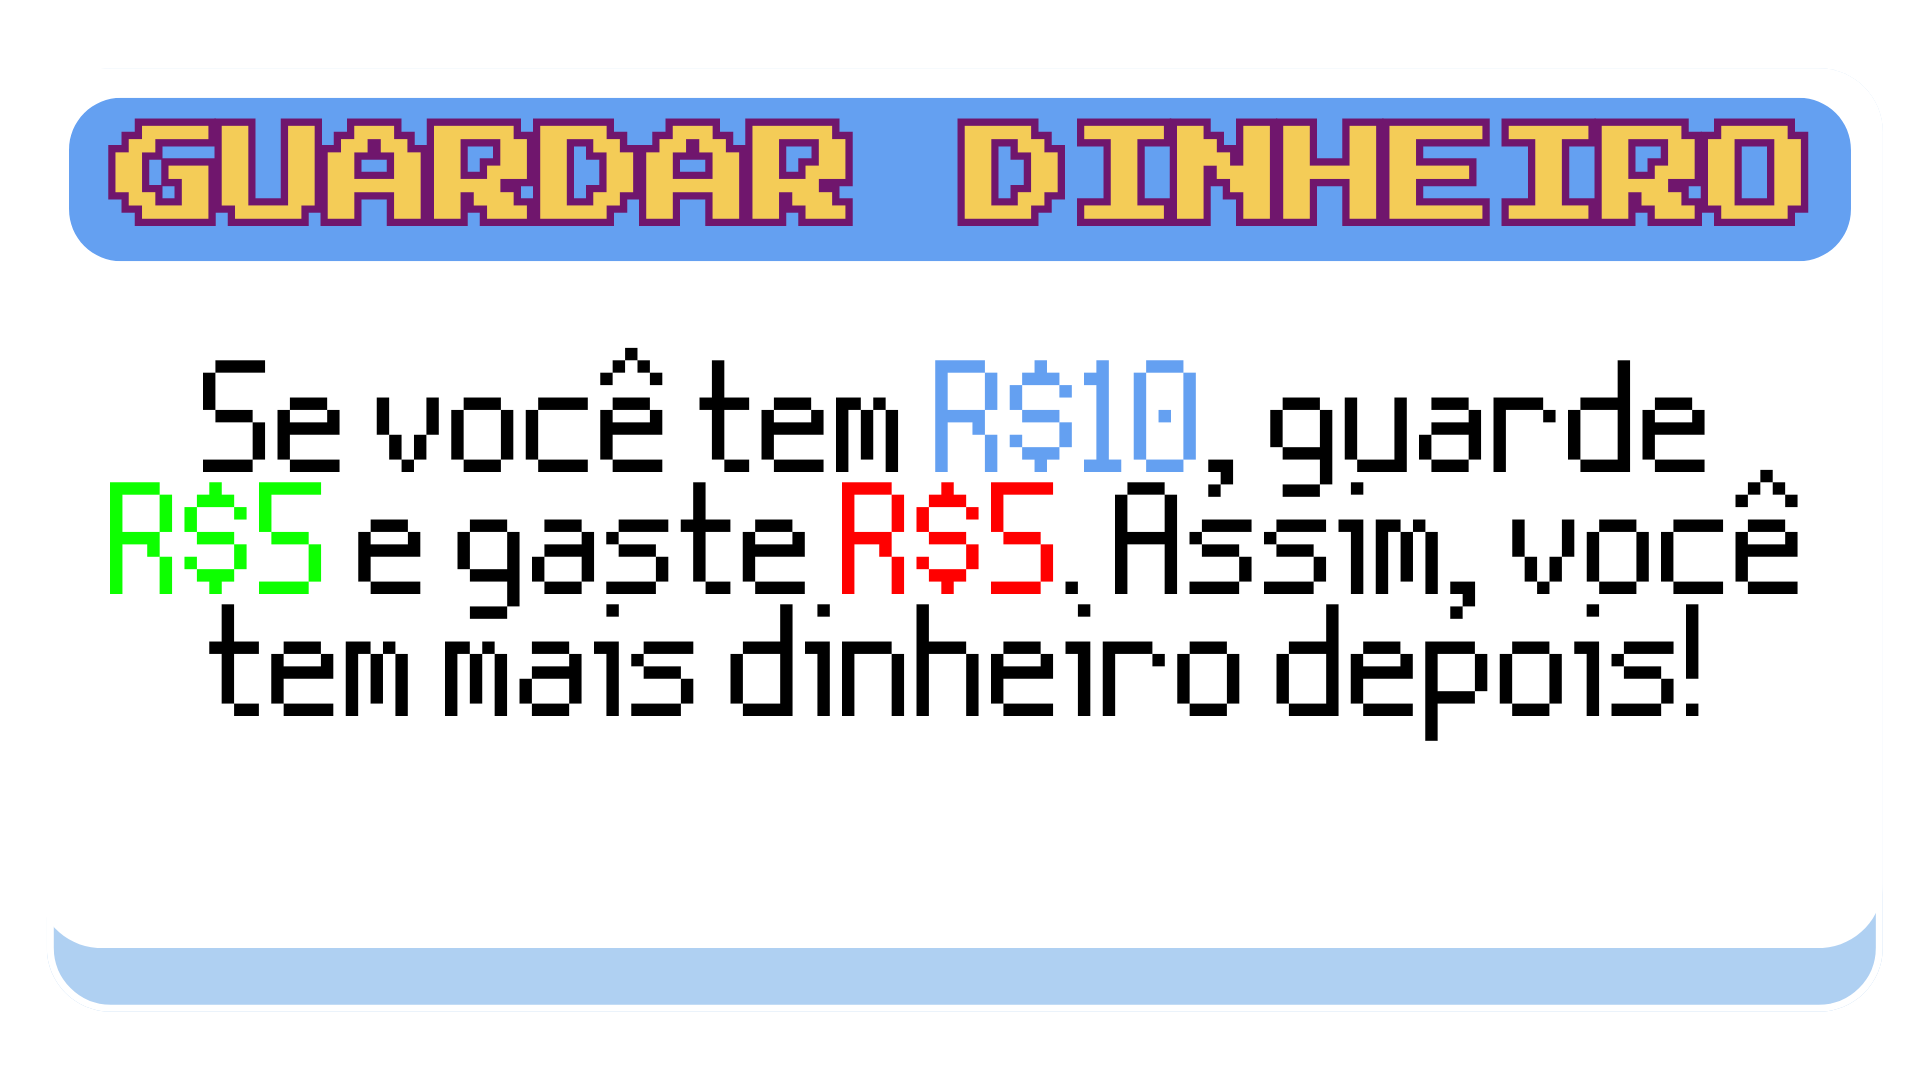 GUARDAR DINHEIRO
Se você tem R$10, guarde
R$5 e gaste R$5. Assim, você
tem mais dinheiro depois!